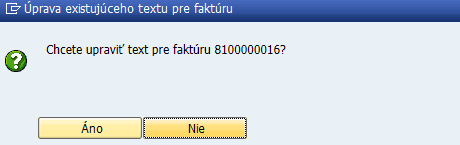 Úprava existujúceho textu pre faktúru
Chcete upraviť text pre faktúru 8100000016?
Áno
Nie